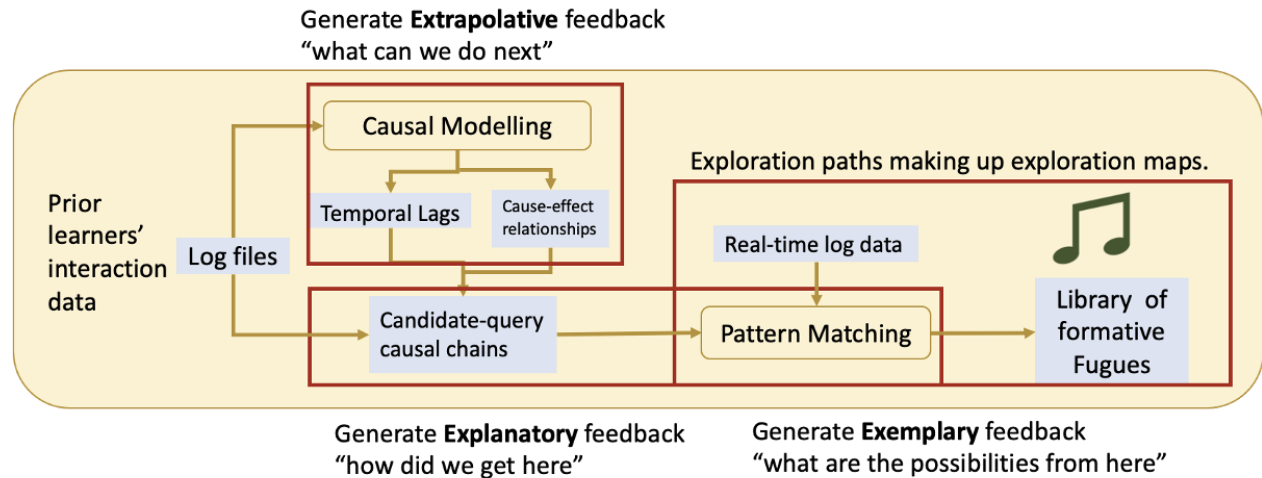 Generate Extrapolative feedback
“what can we do next”
Causal Modelling
Exploration paths making up exploration maps.
Prior
learners’
interaction
data
Log files
Temporal Lags
Cause-effect
relationships
Real-time log data
Candidate-query
causal chains
Pattern Matching
Library of
formative
Fugues
Generate Explanatory feedback
“how did we get here”
Generate Exemplary feedback
“what are the possibilities from here”